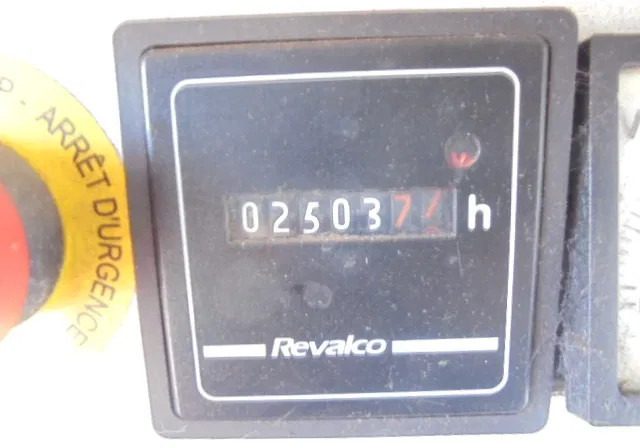 P - ARRÊT D'URGENCE
025037 h
Revalco
V